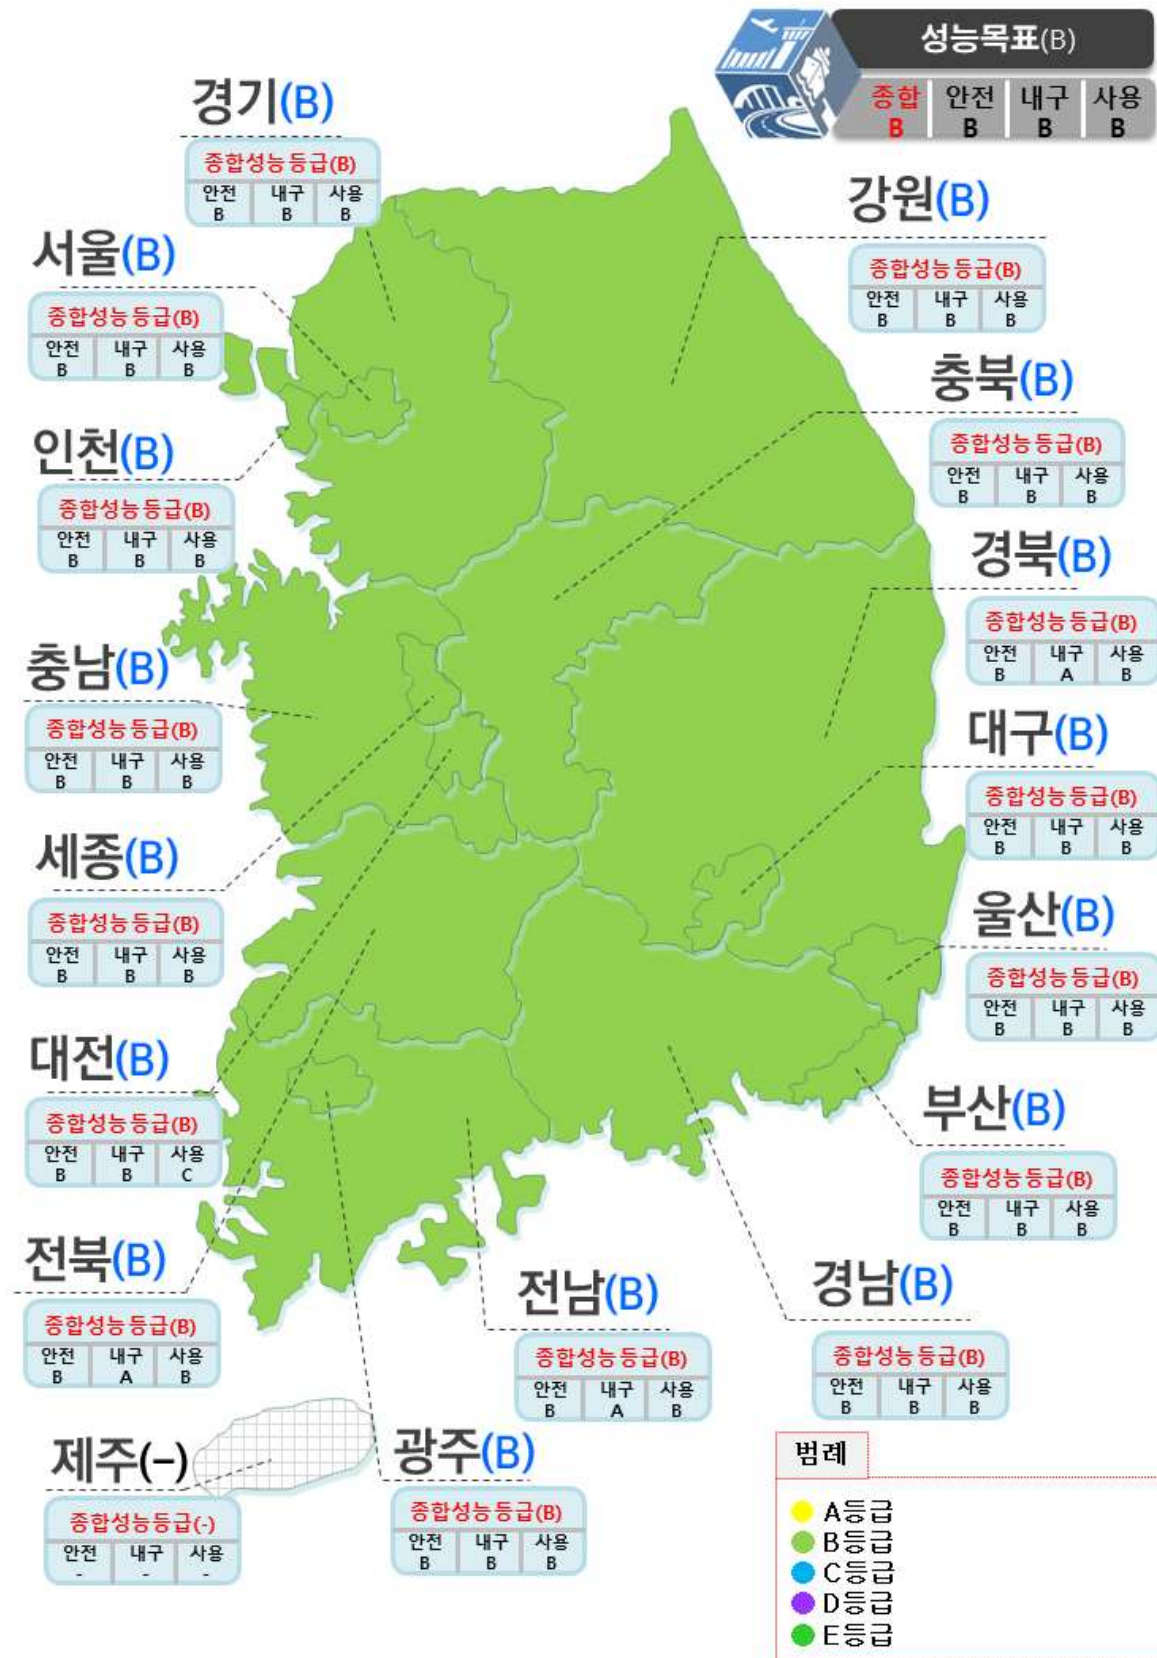 성능목표(B)
종합 안전 내구 사용
B B B B
경기(B)
종합성능등급(B)
안전 내구 사용
B B B
강원(B)
종합성능등급(B)
안전 내구 사용
B B B
서울(B)
종합성능등급(B)
안전 내구 사용
B B B
충북(B)
종합성능등급(B)
안전 내구 사용
B B B
인천(B)
종합성능등급(B)
안전 내구 사용
B B B
경북(B)
종합성능등급(B)
안전 내구 사용
B A B
충남(B)
종합성능등급(B)
안전 내구 사용
B B B
대구(B)
종합성능등급(B)
안전 내구 사용
B B B
세종(B)
종합성능등급(B)
안전 내구 사용
B B B
울산(B)
종합성능등급(B)
안전 내구 사용
B B B
대전(B)
종합성능등급(B)
안전 내구 사용
B B C
부산(B)
종합성능등급(B)
안전 내구 사용
B B B
전북(B)
종합성능등급(B)
안전 내구 사용
B A B
전남(B)
종합성능등급(B)
안전 내구 사용
B A B
경남(B)
종합성능등급(B)
안전 내구 사용
B B B
제주(-)
종합성능등급(-)
안전 내구 사용
- - -
광주(B)
종합성능등급(B)
안전 내구 사용
B B B
범례
A등급
B등급
C등급
D등급
E등급